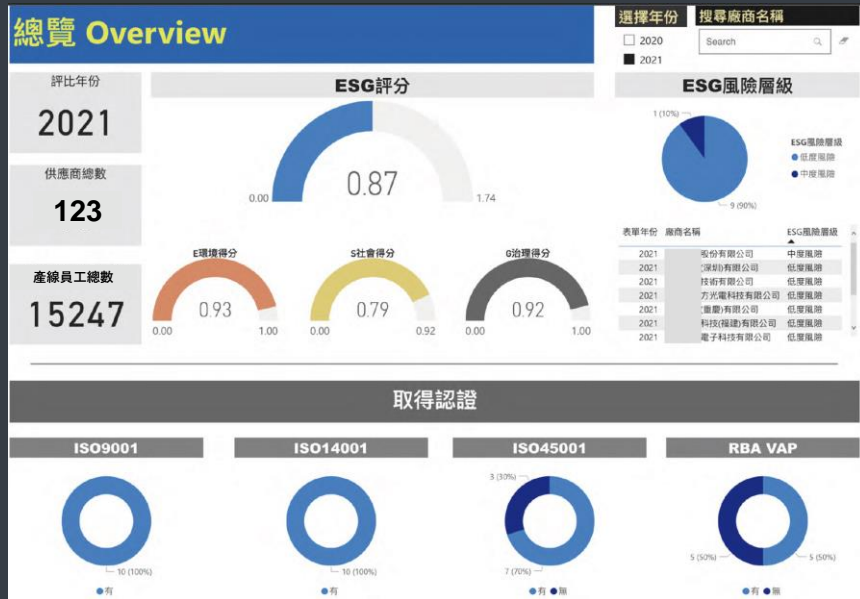 總覽 Overview
選擇年份
2020
2021
搜尋廠商名稱
Search
評比年份
2021
供應商總數
123
產線員工總數
15247
ESG評分
0.87
0.00
1.74
E環境得分
0.93
0.00
1.00
S社會得分
0.79
0.00
0.92
G治理得分
0.92
0.00
1.00
ESG風險層級
1 (10%)
9 (90%)
ESG風險層級
低度風險
中度風險
表單年份 廠商名稱 ESG風險層級
2021 股份有限公司 中度風險
2021 (深圳)有限公司 低度風險
2021 技術有限公司 低度風險
2021 方光電科技有限公司 低度風險
2021 (重慶)有限公司 低度風險
2021 科技(福建)有限公司 低度風險
2021 電子科技有限公司 低度風險
取得認證
ISO9001
10 (100%)
有
ISO14001
10 (100%)
有
ISO45001
3 (30%)
7 (70%)
有 無
RBA VAP
5 (50%)
5 (50%)
有 無